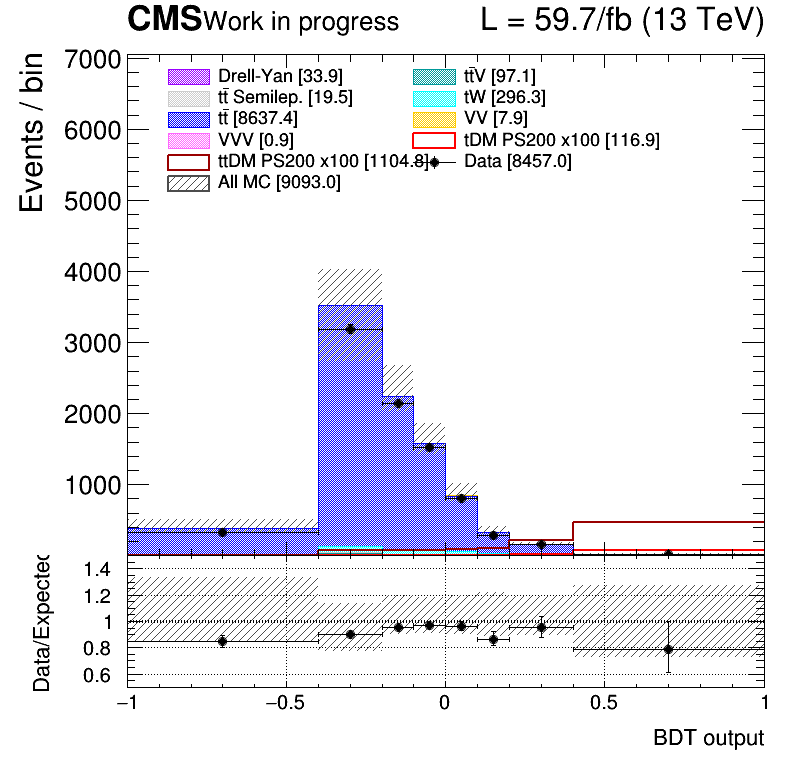 CMS Work in progress L = 59.7/fb (13 TeV)
Events / bin
7000
6000
5000
4000
3000
2000
1000
Drell-Yan [33.9] tt̄V [97.1]
tt̄ Semilep. [19.5] tW [296.3]
tt̄ [8637.4] VV [7.9]
VVV [0.9] tDM PS200 x100 [116.9]
ttDM PS200 x100 [1104.8] Data [8457.0]
All MC [9093.0]
Data/Expected
1.4
1.2
1
0.8
0.6
−1 −0.5 0 0.5 1
BDT output